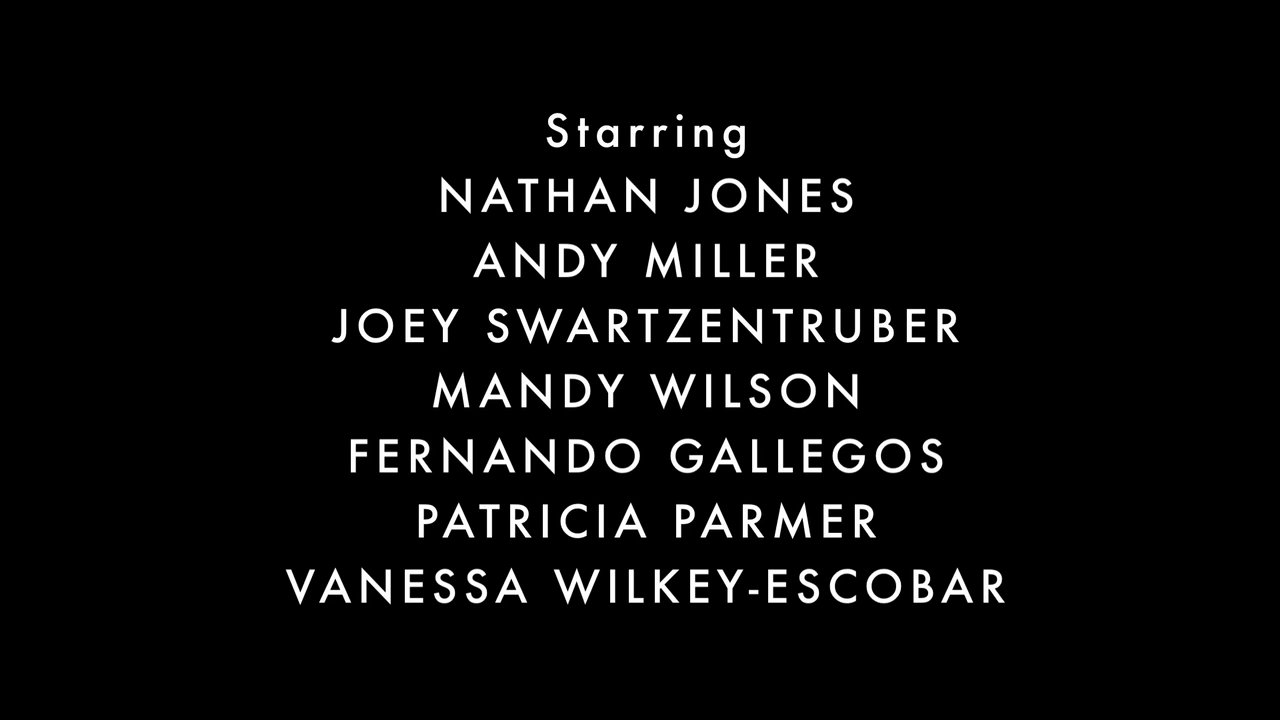 Starring
NATHAN JONES
ANDY MILLER
JOEY SWARTZENTRUBER
MANDY WILSON
FERNANDO GALLEGOS
PATRICIA PARMER
VANESSA WILKEY-ESCOBAR